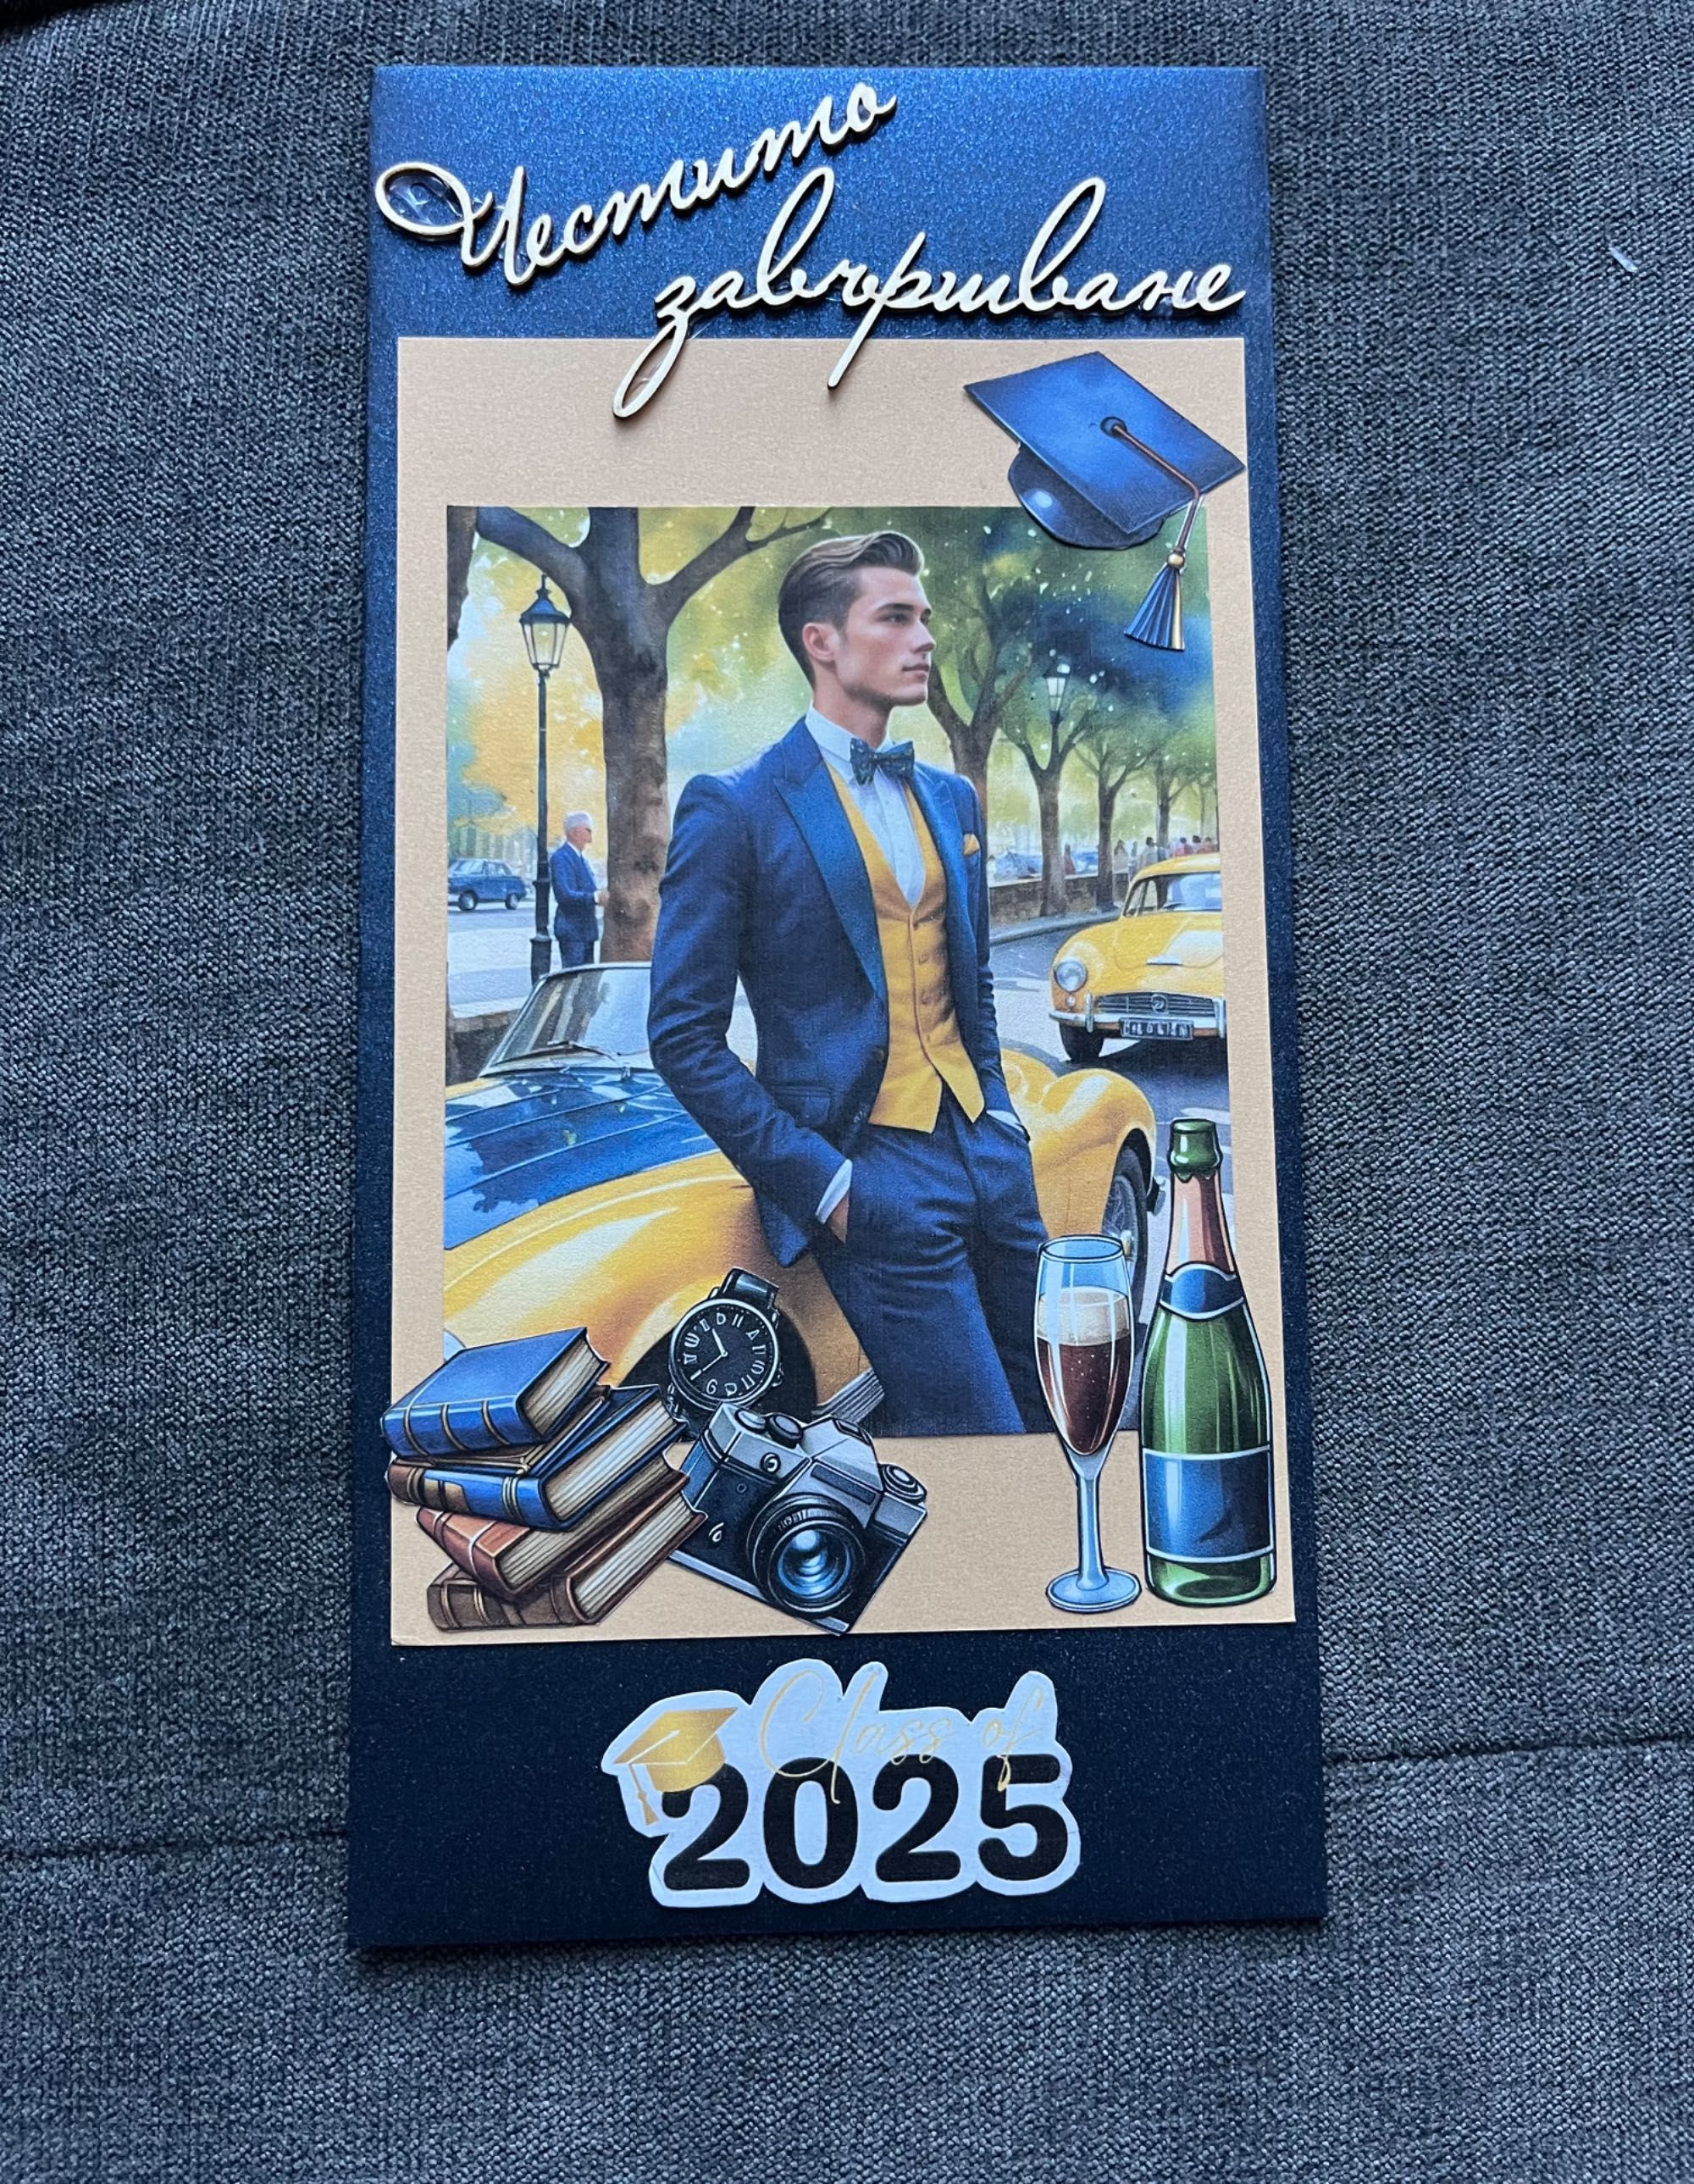 Честито
завършване
Class of
2025